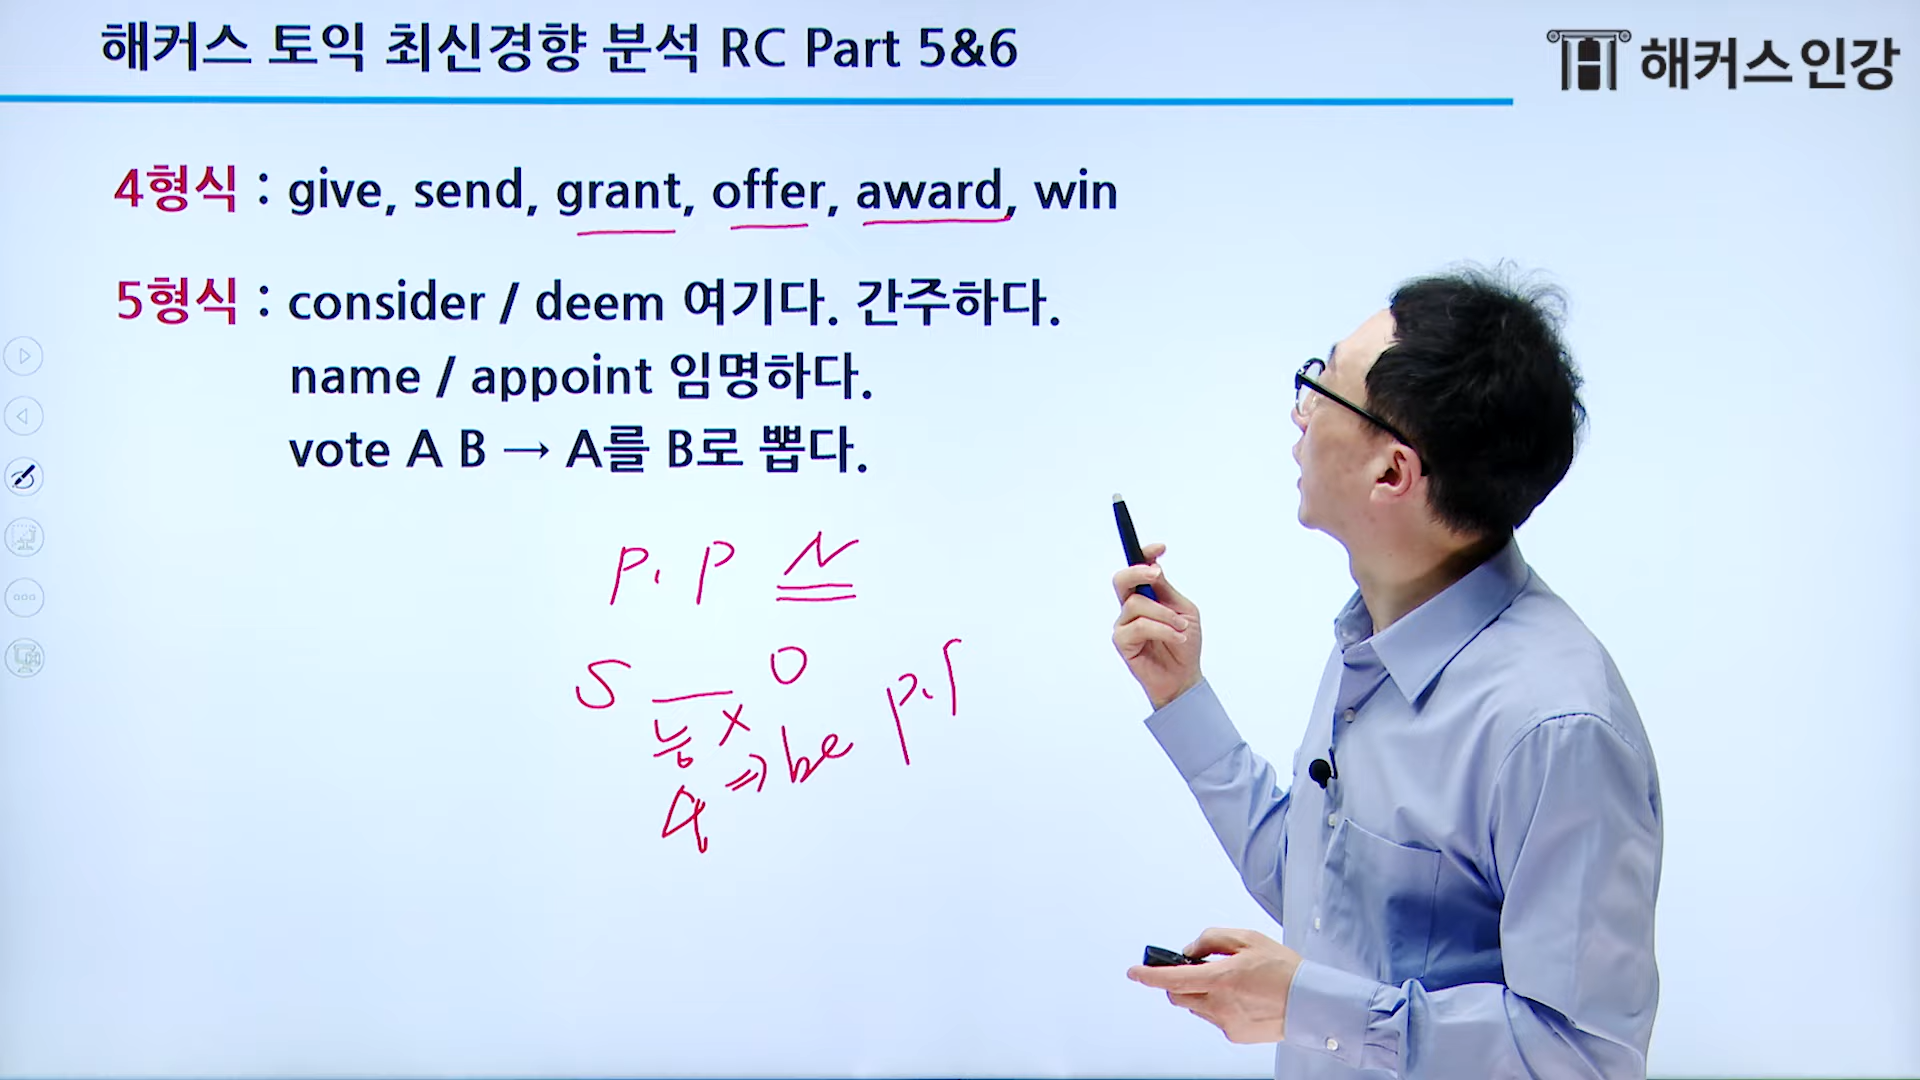 해커스 토익 최신경향 분석 RC Part 5&6
해커스인강
4형식 : give, send, grant, offer, award, win
5형식 : consider / deem 여기다. 간주하다.
name / appoint 임명하다.
vote A B → A를 B로 뽑다.
P. P N
S O
능 X
⇒ be p.p